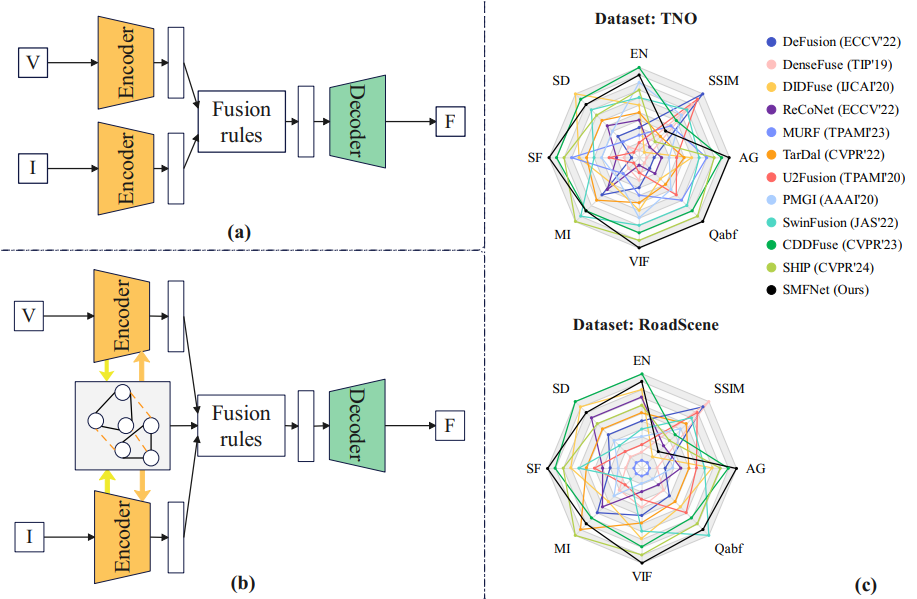 V
Encoder
I
Encoder
Fusion
rules
Decoder
F
(a)
V
Encoder
Fusion
rules
Decoder
F
I
Encoder
(b)
Dataset: TNO
EN
SSIM
AG
Qabf
VIF
MI
SF
SD
DeFusion (ECCV'22)
DenseFuse (TIP'19)
DIDFuse (IJCAI'20)
ReCoNet (ECCV'22)
MURF (TPAMI'23)
TarDal (CVPR'22)
U2Fusion (TPAMI'20)
PMGI (AAAI'20)
SwinFusion (JAS'22)
CDDFuse (CVPR'23)
SHIP (CVPR'24)
SMFNet (Ours)
Dataset: RoadScene
EN
SSIM
AG
Qabf
VIF
MI
SF
SD
(c)